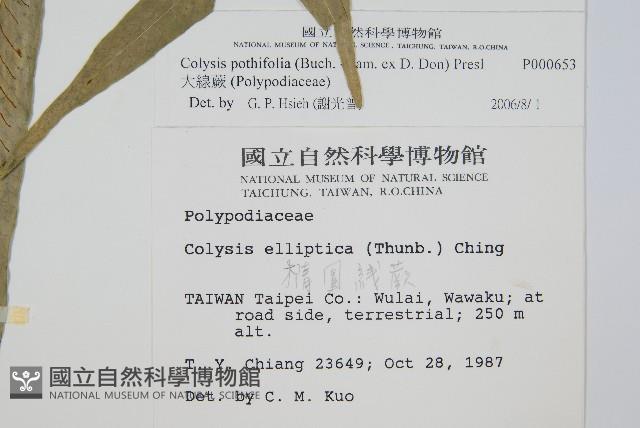 國立自然科學博物館
NATIONAL MUSEUM OF NATURAL SCIENCE, TAICHUNG, TAIWAN, R.O.CHINA
Colysis pothifolia (Buch. am. ex D. Don) Presl P000653
大線蕨 (Polypodiaceae)
Det. by G. P. Hsieh (謝光普) 2006/8/1
國立自然科學博物館
NATIONAL MUSEUM OF NATURAL SCIENCE
TAICHUNG, TAIWAN, R.O.CHINA
Polypodiaceae
Colysis elliptica (Thunb.) Ching
橢圓線蕨
TAIWAN Taipei Co.: Wulai, Wawaku; at
road side, terrestrial; 250 m
alt.
T. Y. Chiang 23649; Oct 28, 1987
Det. by C. M. Kuo
國立自然科學博物館
NATIONAL MUSEUM OF NATURAL SCIENCE